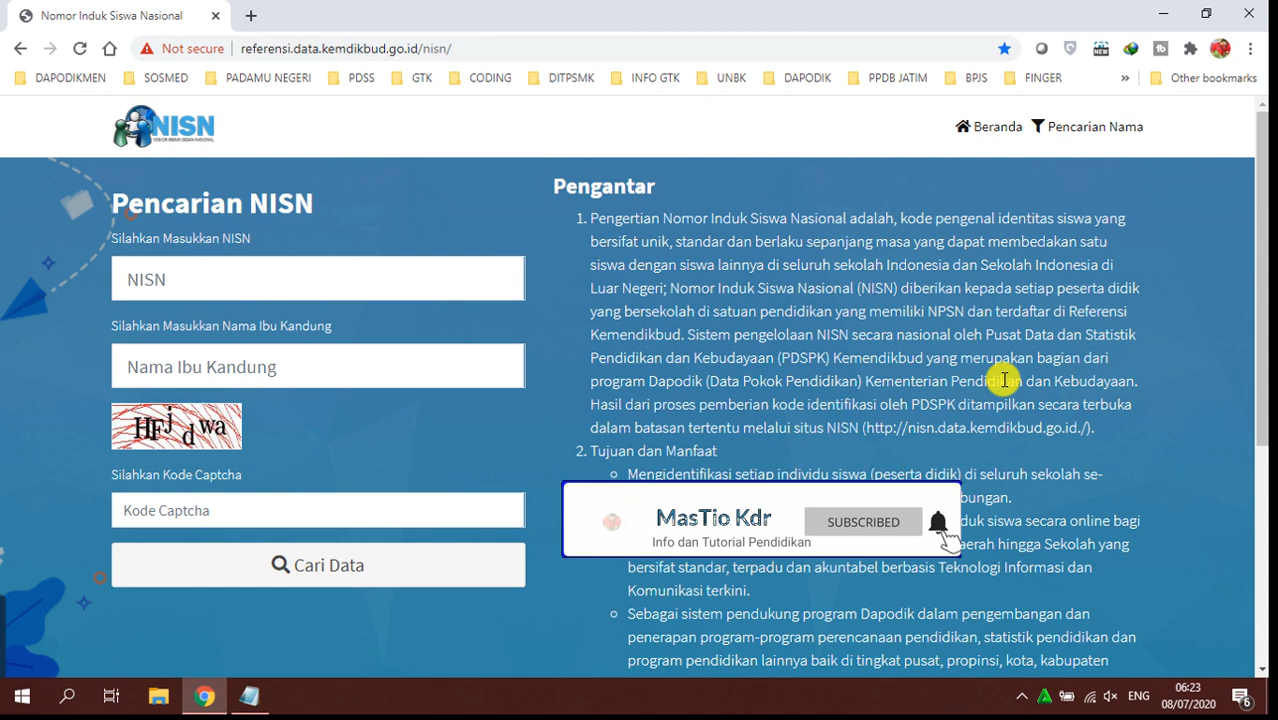 Nomor Induk Siswa Nasional
Not secure
referensi.data.kemdikbud.go.id/nisn/
DAPODIKMEN
SOSMED
PADAMU NEGERI
PDSS
GTK
CODING
DITPSMK
INFO GTK
UNBK
DAPODIK
PPDB JATIM
BPJS
FINGER
Other bookmarks
NISN
NOMOR INDUK SISWA NASIONAL
Beranda
Pencarian Nama
Pencarian NISN
Silahkan Masukkan NISN
NISN
Silahkan Masukkan Nama Ibu Kandung
Nama Ibu Kandung
HFj dwa
Silahkan Kode Captcha
Kode Captcha
Cari Data
Pengantar
1. Pengertian Nomor Induk Siswa Nasional adalah, kode pengenal identitas siswa yang
bersifat unik, standar dan berlaku sepanjang masa yang dapat membedakan satu
siswa dengan siswa lainnya di seluruh sekolah Indonesia dan Sekolah Indonesia di
Luar Negeri; Nomor Induk Siswa Nasional (NISN) diberikan kepada setiap peserta didik
yang bersekolah di satuan pendidikan yang memiliki NPSN dan terdaftar di Referensi
Kemendikbud. Sistem pengelolaan NISN secara nasional oleh Pusat Data dan Statistik
Pendidikan dan Kebudayaan (PDSPK) Kemendikbud yang merupakan bagian dari
program Dapodik (Data Pokok Pendidikan) Kementerian Pendidikan dan Kebudayaan.
Hasil dari proses pemberian kode identifikasi oleh PDSPK ditampilkan secara terbuka
dalam batasan tertentu melalui situs NISN (http://nisn.data.kemdikbud.go.id./).
2. Tujuan dan Manfaat
Mengidentifikasi setiap individu siswa (peserta didik) di seluruh sekolah se-
bungan.
duk siswa secara online bagi
aerah hingga Sekolah yang
bersifat standar, terpadu dan akuntabel berbasis Teknologi Informasi dan
Komunikasi terkini.
Sebagai sistem pendukung program Dapodik dalam pengembangan dan
penerapan program-program perencanaan pendidikan, statistik pendidikan dan
program pendidikan lainnya baik di tingkat pusat, propinsi, kota, kabupaten
MasTio Kdr
Info dan Tutorial Pendidikan
SUBSCRIBED
ENG
06:23
08/07/2020
6